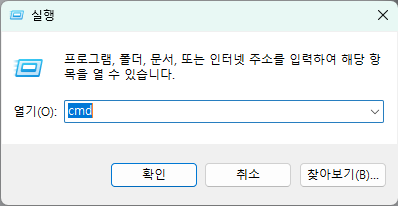 실행
프로그램, 폴더, 문서, 또는 인터넷 주소를 입력하여 해당 항
목을 열 수 있습니다.
열기(O): cmd
확인 취소 찾아보기(B)...